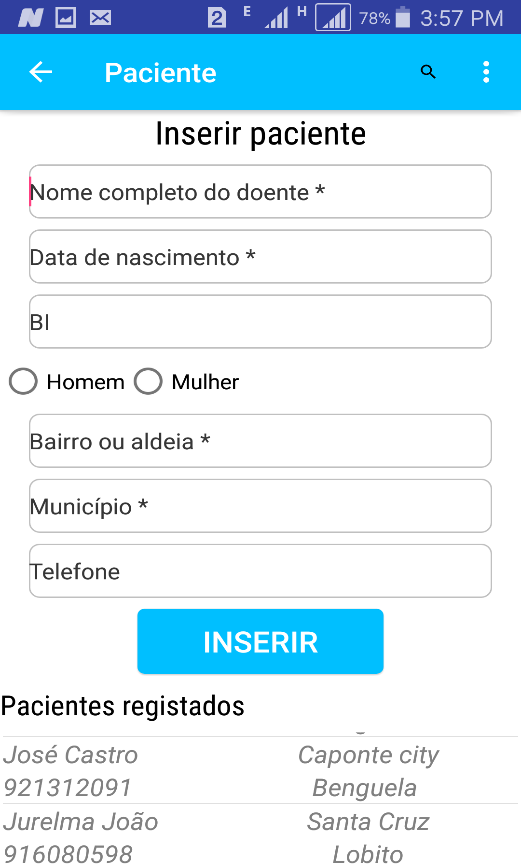 2 E H 78% 3:57 PM
Paciente
Inserir paciente
Nome completo do doente *
Data de nascimento *
BI
Homem Mulher
Bairro ou aldeia *
Município *
Telefone
INSERIR
Pacientes registados
José Castro Caponte city
921312091 Benguela
Jurelma João Santa Cruz
916080598 Lobito